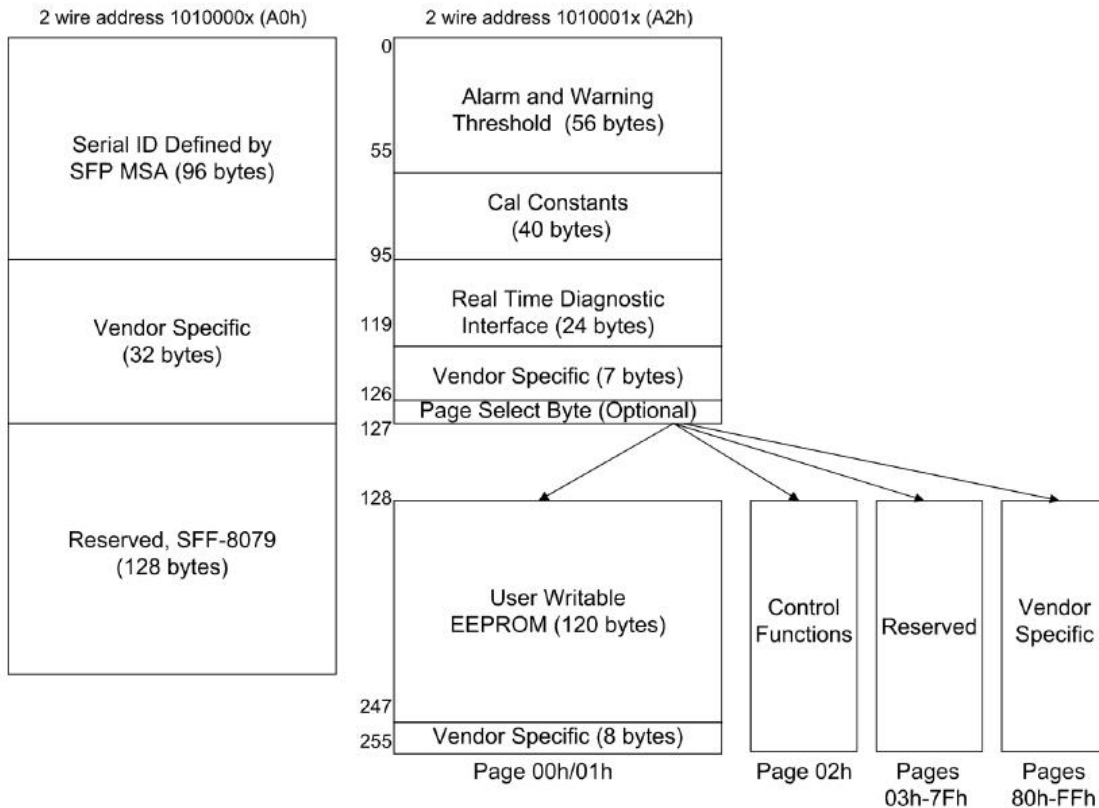 2 wire address 1010000x (A0h)
Serial ID Defined by
SFP MSA (96 bytes)
Vendor Specific
(32 bytes)
Reserved, SFF-8079
(128 bytes)
2 wire address 1010001x (A2h)
0
Alarm and Warning
Threshold (56 bytes)
55
Cal Constants
(40 bytes)
95
Real Time Diagnostic
Interface (24 bytes)
119
Vendor Specific (7 bytes)
126
Page Select Byte (Optional)
127
128
User Writable
EEPROM (120 bytes)
247
Vendor Specific (8 bytes)
255
Page 00h/01h
Control
Functions
Page 02h
Reserved
Pages
03h-7Fh
Vendor
Specific
Pages
80h-FFh